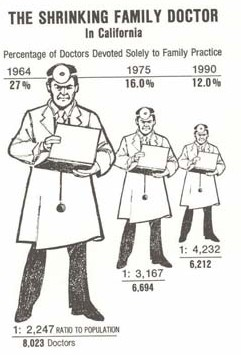 THE SHRINKING FAMILY DOCTOR
In California
Percentage of Doctors Devoted Solely to Family Practice
1964 1975 1990
27% 16.0% 12.0%
1: 4,232
6,212
1: 3,167
6,694
1: 2,247 RATIO TO POPULATION
8,023 Doctors